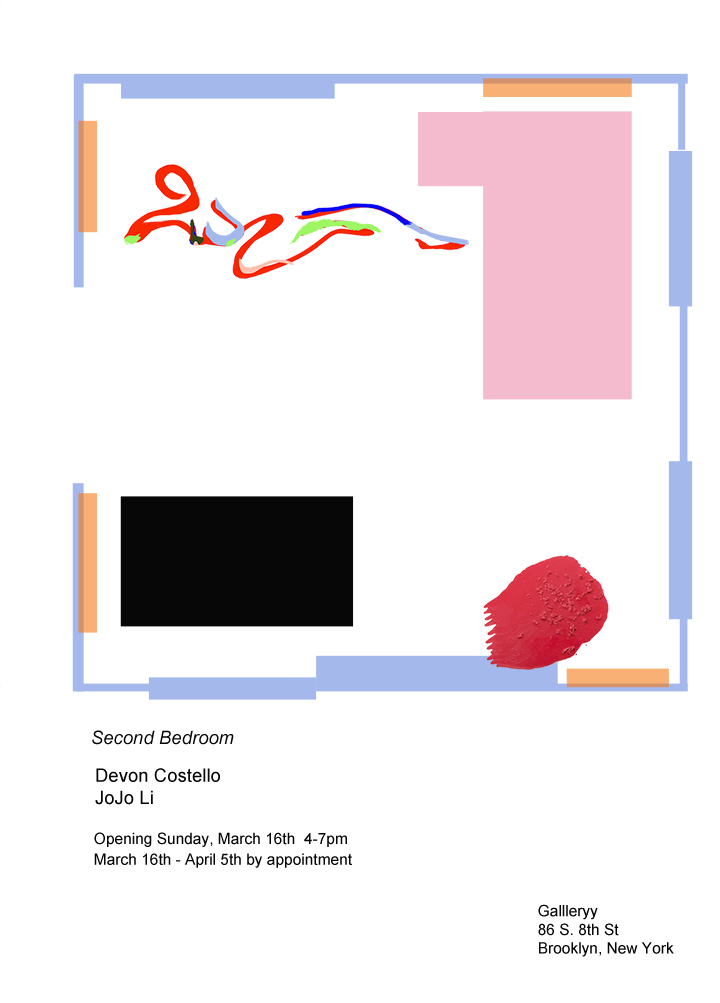 Second Bedroom
Devon Costello
JoJo Li
Opening Sunday, March 16th  4-7pm
March 16th - April 5th by appointment
Gallleryy
86 S. 8th St
Brooklyn, New York